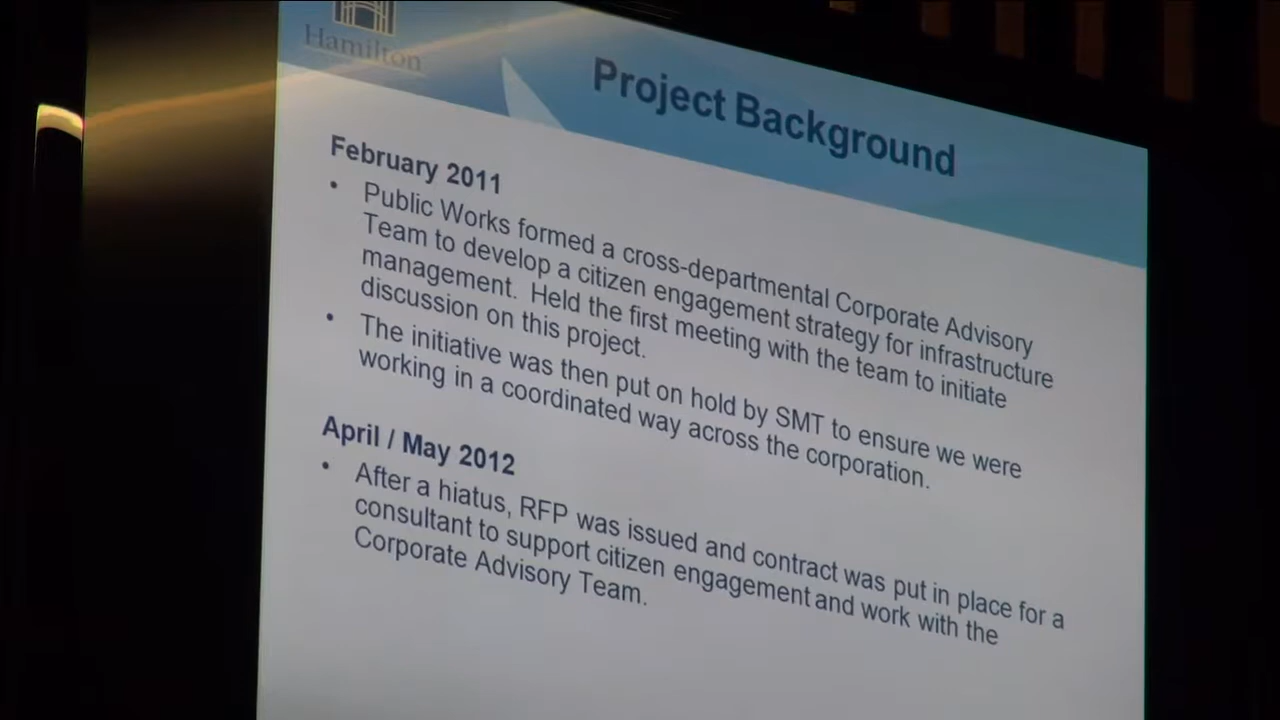 Hamilton
Project Background
February 2011
• Public Works formed a cross-departmental Corporate Advisory
Team to develop a citizen engagement strategy for infrastructure
management. Held the first meeting with the team to initiate
discussion on this project.
• The initiative was then put on hold by SMT to ensure we were
working in a coordinated way across the corporation.
April / May 2012
• After a hiatus, RFP was issued and contract was put in place for a
consultant to support citizen engagement and work with the
Corporate Advisory Team.